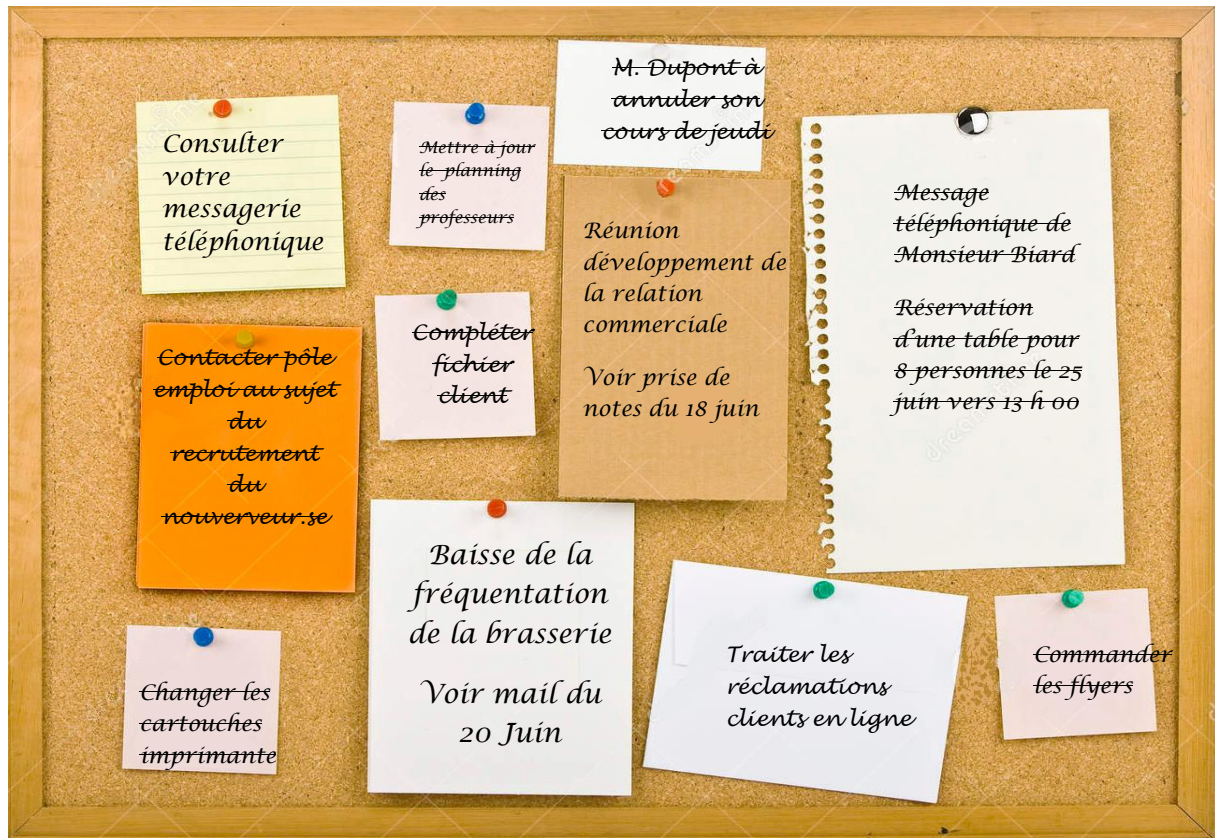 M. Dupont à
annuler son
cours de jeudi
Consulter
votre
messagerie
téléphonique
Mettre à jour
le planning
des
professeurs
Réunion
développement de
la relation
commerciale
Voir prise de
notes du 18 juin
Message
téléphonique de
Monsieur Biard
Réservation
d'une table pour
8 personnes le 25
juin vers 13 h 00
Contacter pôle
emploi au sujet
du
recrutement
du
nouverveur.se
Compléter
fichier
client
Baisse de la
fréquentation
de la brasserie
Voir mail du
20 Juin
Changer les
cartouches
imprimante
Traiter les
réclamations
clients en ligne
Commander
les flyers